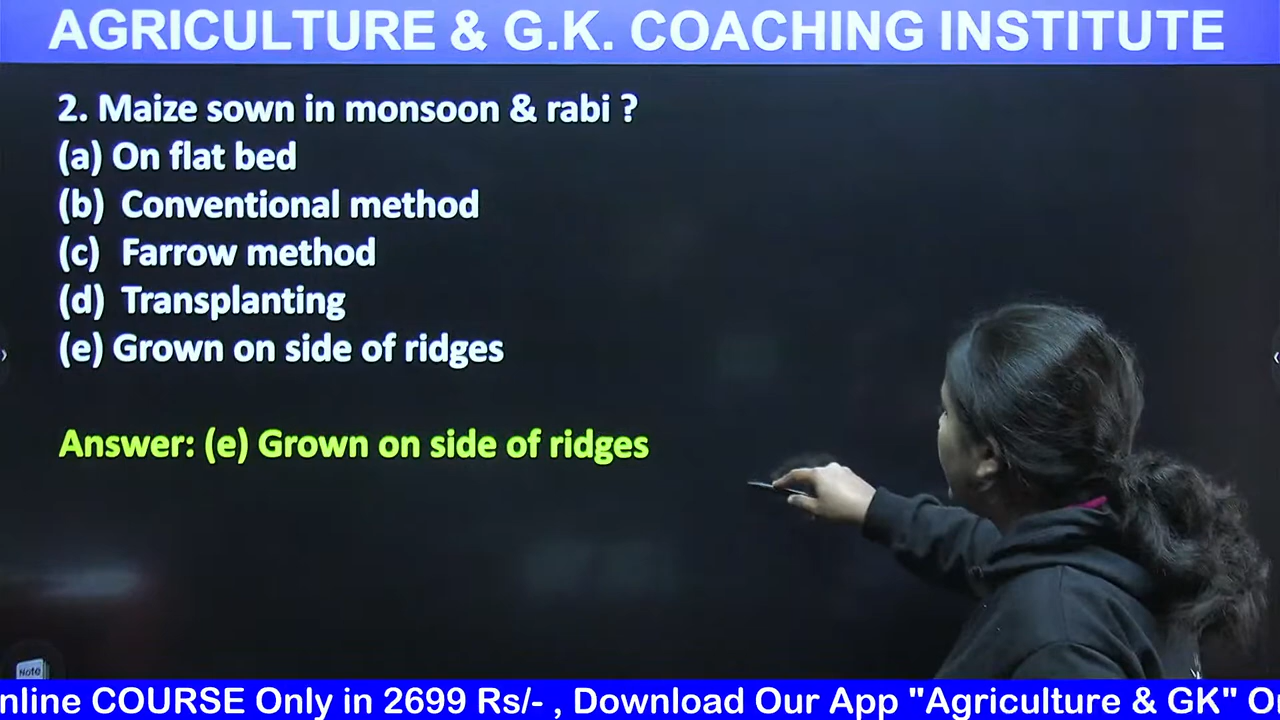 AGRICULTURE & G.K. COACHING INSTITUTE
2. Maize sown in monsoon & rabi ?
(a) On flat bed
(b) Conventional method
(c) Farrow method
(d) Transplanting
(e) Grown on side of ridges
Answer: (e) Grown on side of ridges
Note
nline COURSE Only in 2699 Rs/- , Download Our App "Agriculture & GK" O